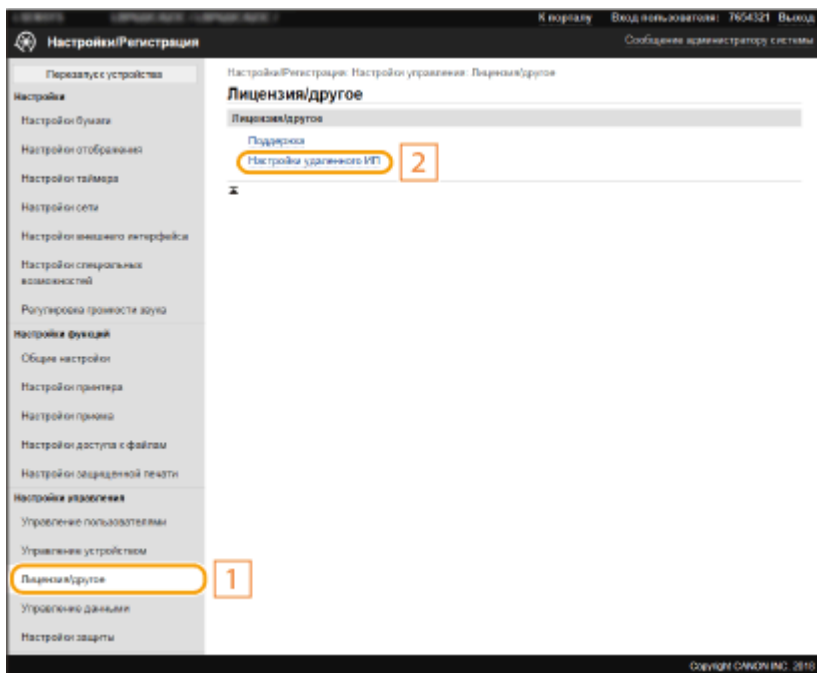 К порталу Вход пользователя: 7654321 Выход
Настройки/Регистрация
Сообщение администратору системы
Перезапуск устройства
Настройки
Настройки бумаги
Настройки отображения
Настройки таймера
Настройки сети
Настройки внешнего интерфейса
Настройки специальных
возможностей
Регулировка громкости звука
Настройки функций
Общие настройки
Настройки принтера
Настройки приема
Настройки доступа к файлам
Настройки защищенной печати
Настройки управления
Управление пользователями
Управление устройством
Лицензия/другое
1
Управление данными
Настройки защиты
Настройки/Регистрация: Настройки управления: Лицензия/другое
Лицензия/другое
Лицензия/другое
Поддержка
Настройки удаленного ИП
2
Copyright CANON INC. 2018